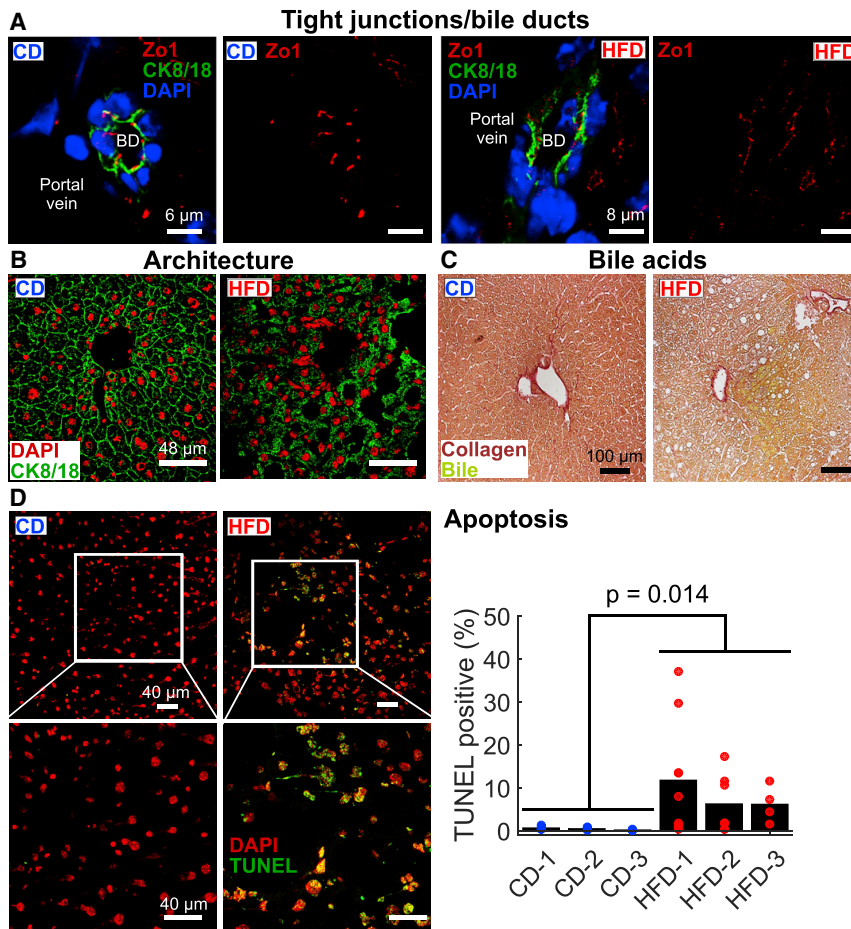 A
Tight junctions/bile ducts
CD
Zo1
CK8/18
DAPI
BD
Portal
vein
6 µm
CD Zo1
Zo1
HFD
CK8/18
DAPI
Portal
vein
BD
8 µm
Zo1
HFD
B
Architecture
CD
DAPI
CK8/18
48 µm
HFD
C
Bile acids
CD
Collagen
Bile
100 µm
HFD
D
CD
40 µm
HFD
40 µm
DAPI
TUNEL
Apoptosis
p = 0.014
TUNEL positive (%)
50
40
30
20
10
0
CD-1
CD-2
CD-3
HFD-1
HFD-2
HFD-3